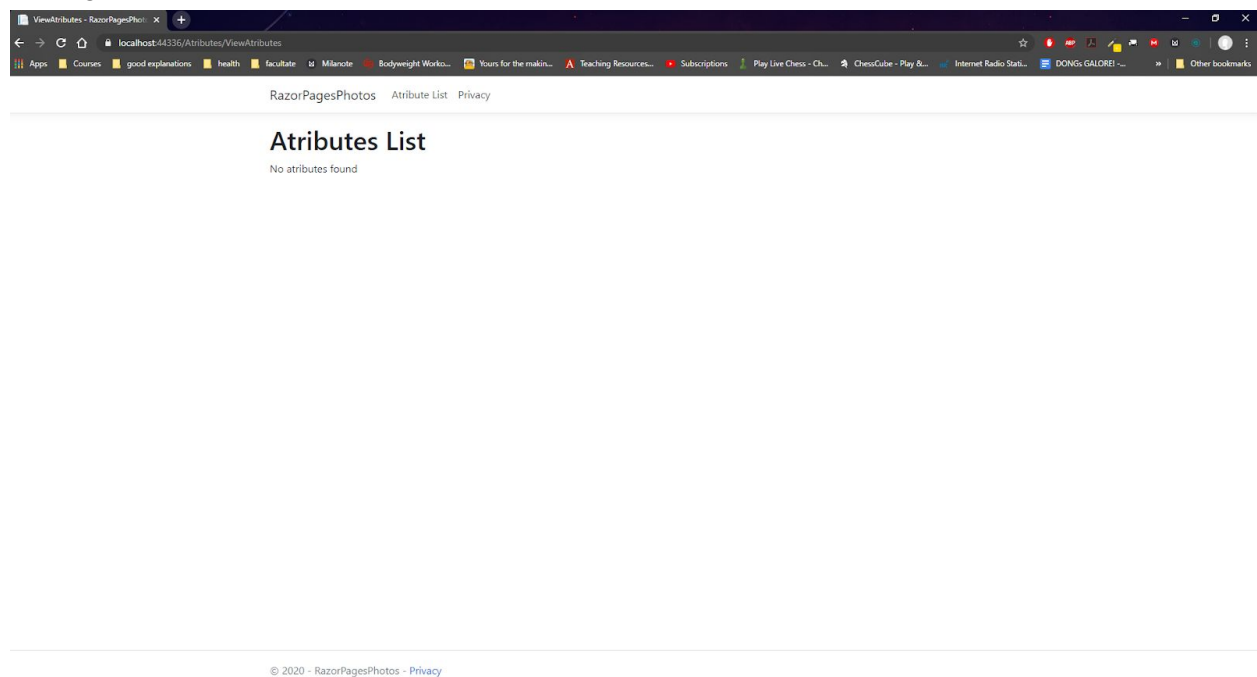 ViewAtributes - RazorPagesPhot
localhost:44336/Atributes/ViewAtributes
Apps Courses good explanations health facultate Milanote Bodyweight Worko... Yours for the makin... Teaching Resources... Subscriptions Play Live Chess - Ch... ChessCube - Play &... Internet Radio Stati... DONGs GALORE! -... » Other bookmarks
RazorPagesPhotos Atribute List Privacy
Atributes List
No atributes found
© 2020 - RazorPagesPhotos - Privacy